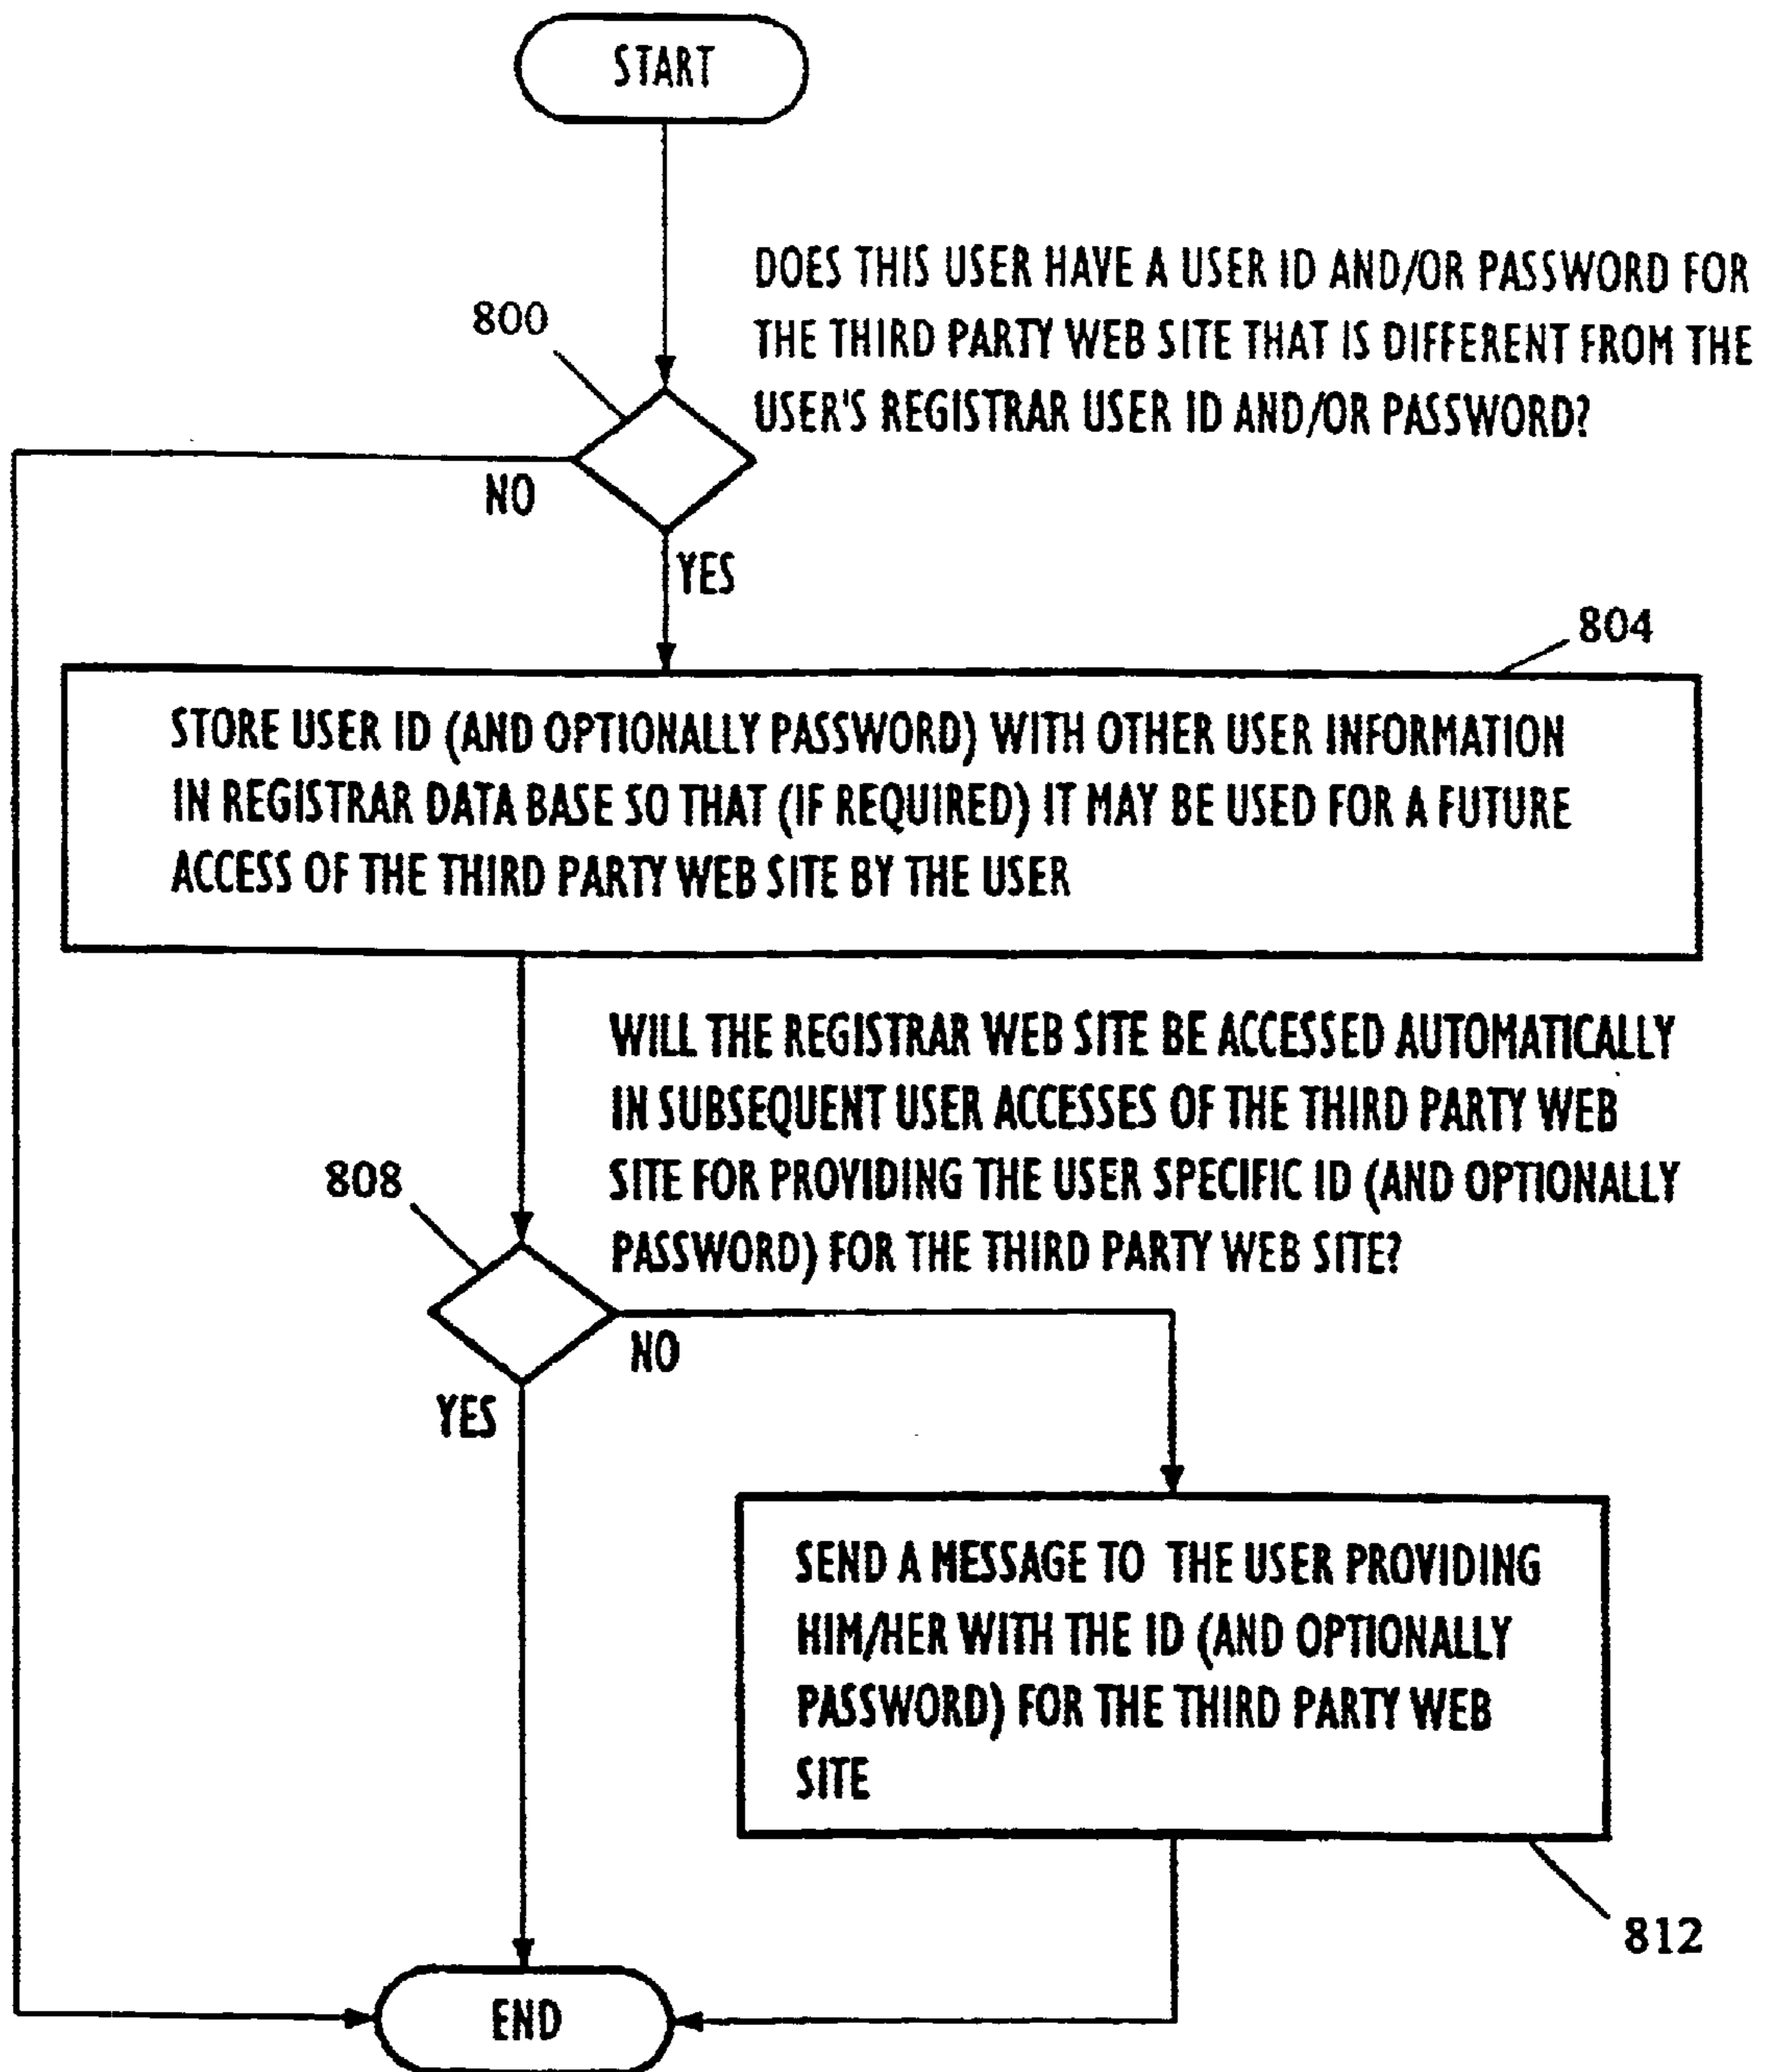 START
DOES THIS USER HAVE A USER ID AND/OR PASSWORD FOR
THE THIRD PARTY WEB SITE THAT IS DIFFERENT FROM THE
USER'S REGISTRAR USER ID AND/OR PASSWORD?
800
NO
YES
804
STORE USER ID (AND OPTIONALLY PASSWORD) WITH OTHER USER INFORMATION
IN REGISTRAR DATA BASE SO THAT (IF REQUIRED) IT MAY BE USED FOR A FUTURE
ACCESS OF THE THIRD PARTY WEB SITE BY THE USER
WILL THE REGISTRAR WEB SITE BE ACCESSED AUTOMATICALLY
IN SUBSEQUENT USER ACCESSES OF THE THIRD PARTY WEB
SITE FOR PROVIDING THE USER SPECIFIC ID (AND OPTIONALLY
PASSWORD) FOR THE THIRD PARTY WEB SITE?
808
NO
YES
SEND A MESSAGE TO THE USER PROVIDING
HIM/HER WITH THE ID (AND OPTIONALLY
PASSWORD) FOR THE THIRD PARTY WEB
SITE
812
END